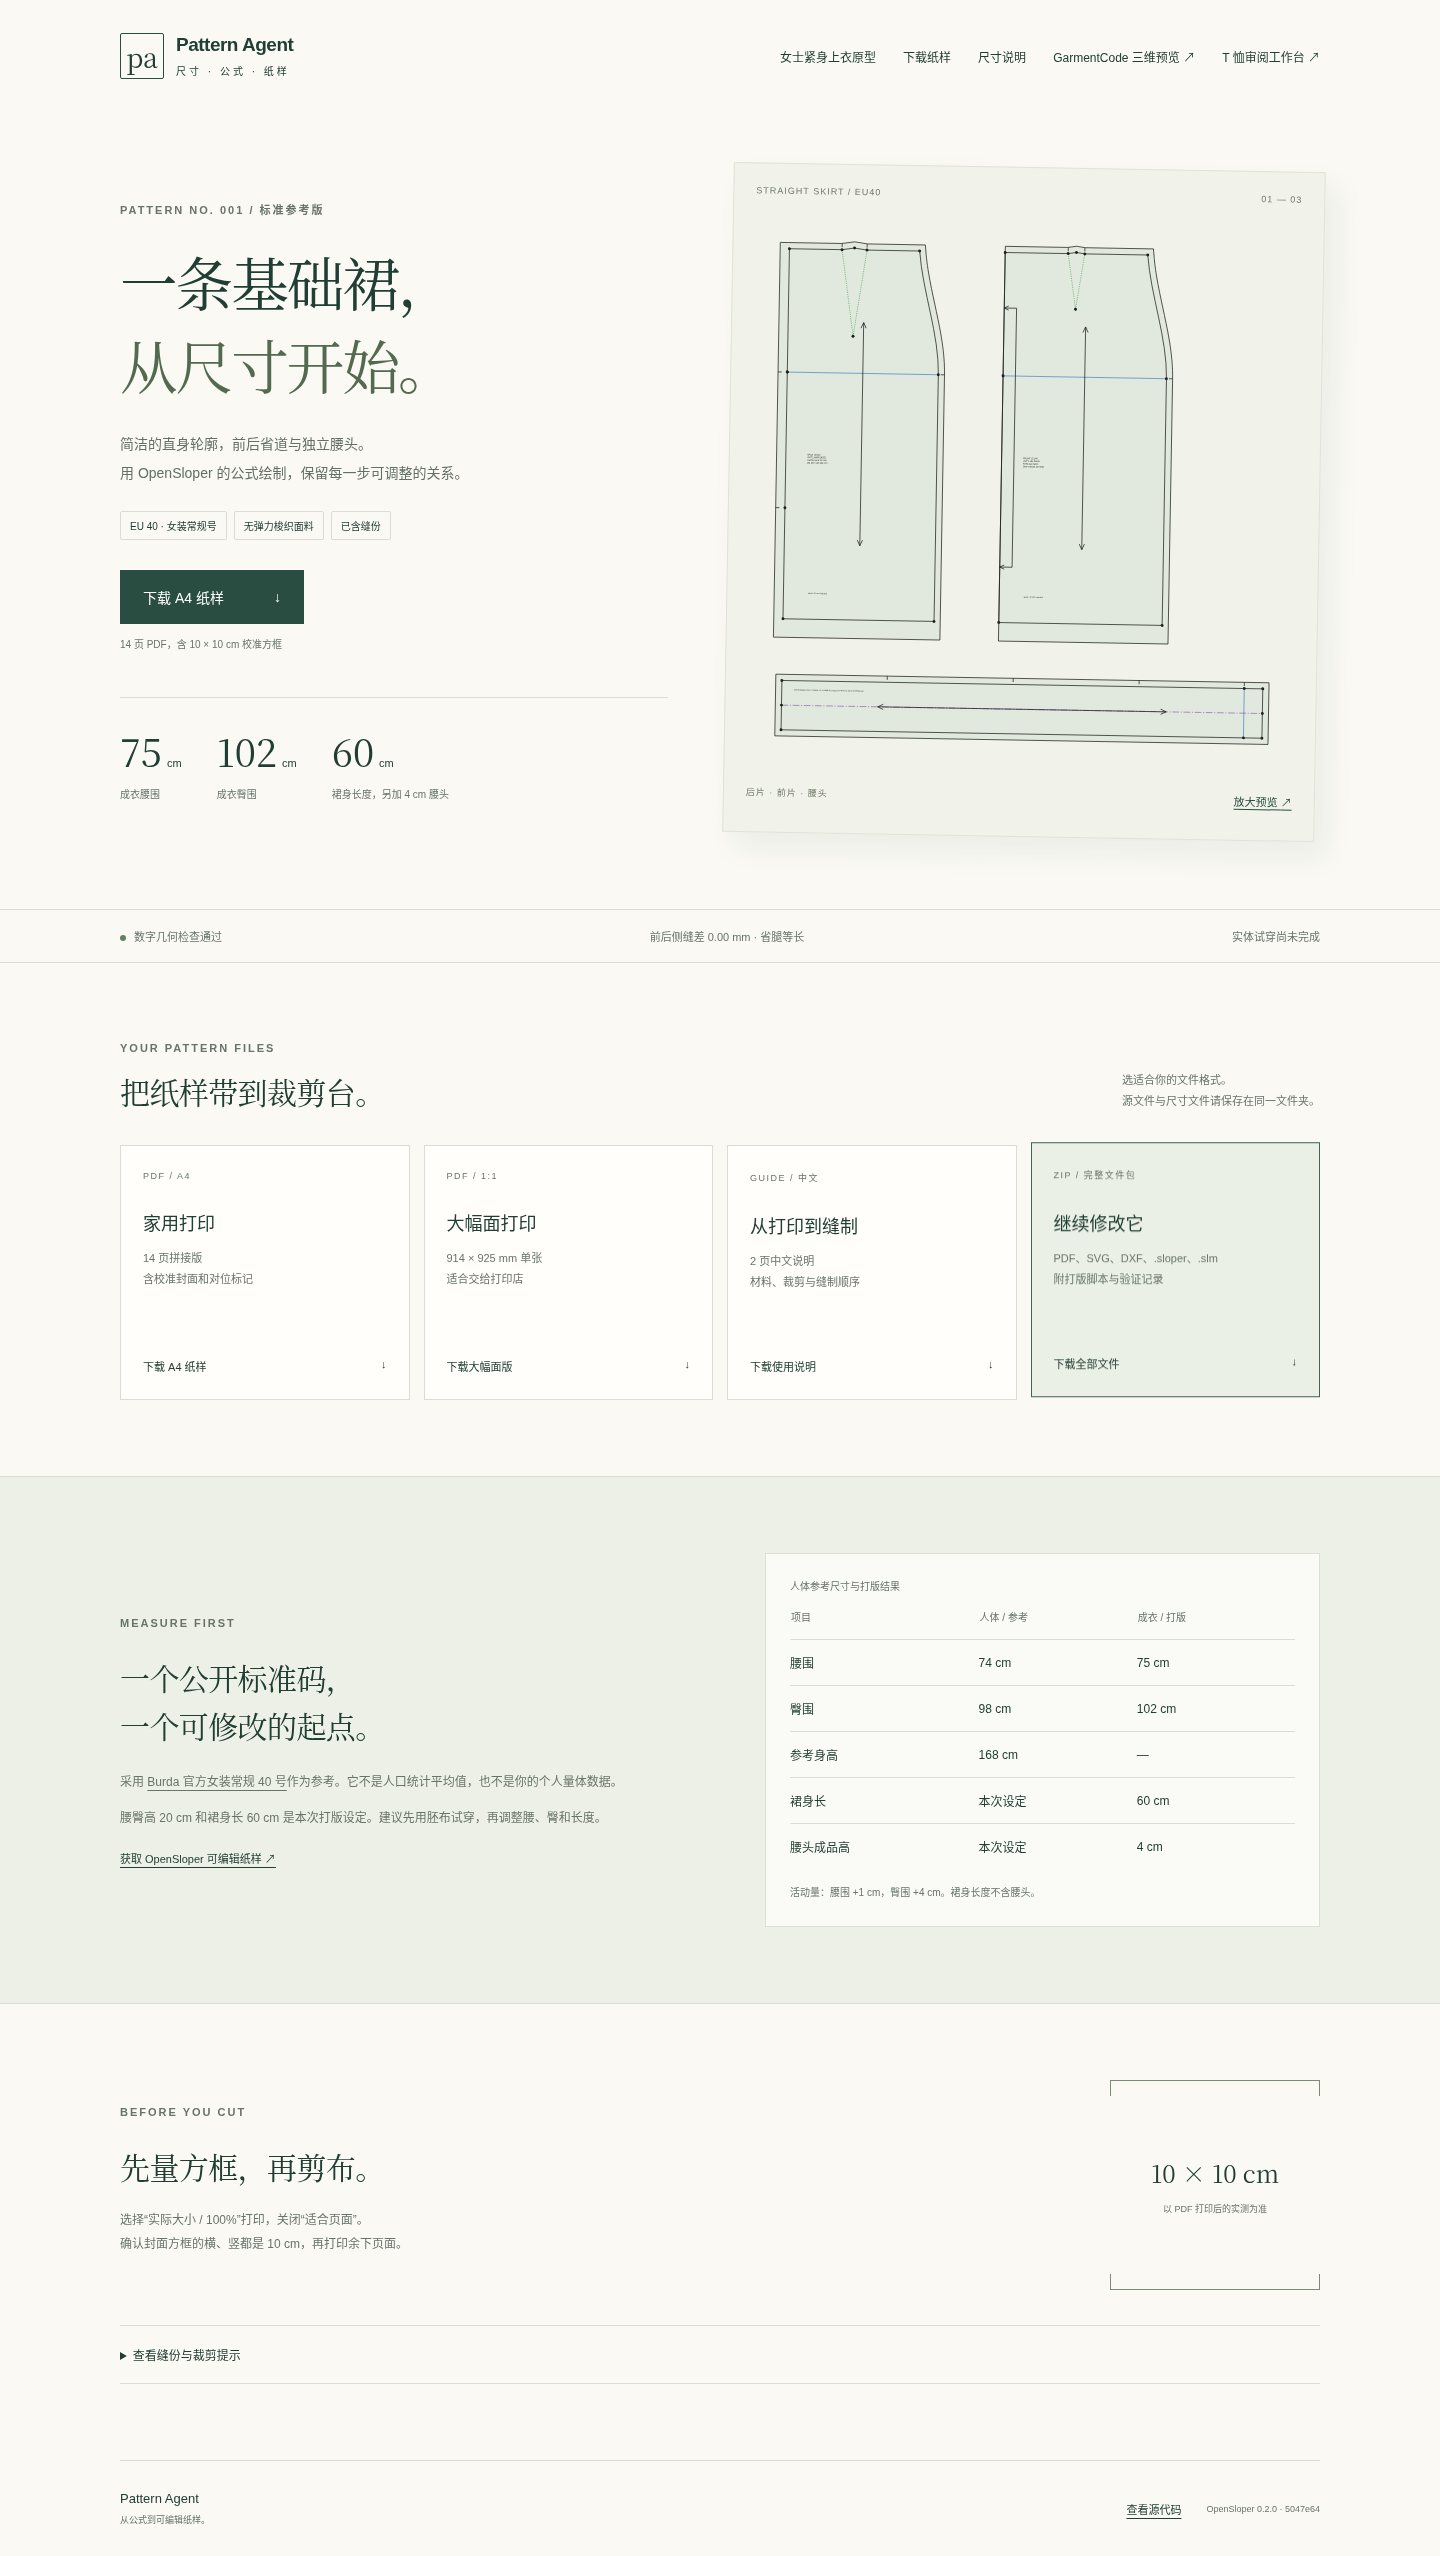 pa
Pattern Agent
尺寸 · 公式 · 纸样
女士紧身上衣原型
下载纸样
尺寸说明
GarmentCode 三维预览 ↗
T 恤审阅工作台 ↗
PATTERN NO. 001 / 标准参考版
一条基础裙，
从尺寸开始。
简洁的直身轮廓，前后省道与独立腰头。
用 OpenSloper 的公式绘制，保留每一步可调整的关系。
EU 40 · 女装常规号
无弹力梭织面料
已含缝份
下载 A4 纸样 ↓
14 页 PDF，含 10 × 10 cm 校准方框
75 cm
成衣腰围
102 cm
成衣臀围
60 cm
裙身长度，另加 4 cm 腰头
STRAIGHT SKIRT / EU40
01 — 03
后片 · 前片 · 腰头
放大预览 ↗
数字几何检查通过
前后侧缝差 0.00 mm · 省腿等长
实体试穿尚未完成
YOUR PATTERN FILES
把纸样带到裁剪台。
选适合你的文件格式。
源文件与尺寸文件请保存在同一文件夹。
PDF / A4
家用打印
14 页拼接版
含校准封面和对位标记
下载 A4 纸样 ↓
PDF / 1:1
大幅面打印
914 × 925 mm 单张
适合交给打印店
下载大幅面版 ↓
GUIDE / 中文
从打印到缝制
2 页中文说明
材料、裁剪与缝制顺序
下载使用说明 ↓
ZIP / 完整文件包
继续修改它
PDF、SVG、DXF、.sloper、.slm
附打版脚本与验证记录
下载全部文件 ↓
MEASURE FIRST
一个公开标准码，
一个可修改的起点。
采用 Burda 官方女装常规 40 号作为参考。它不是人口统计平均值，也不是你的个人量体数据。
腰臀高 20 cm 和裙身长 60 cm 是本次打版设定。建议先用胚布试穿，再调整腰、臀和长度。
获取 OpenSloper 可编辑纸样 ↗
人体参考尺寸与打版结果
项目 人体 / 参考 成衣 / 打版
腰围 74 cm 75 cm
臀围 98 cm 102 cm
参考身高 168 cm —
裙身长 本次设定 60 cm
腰头成品高 本次设定 4 cm
活动量：腰围 +1 cm，臀围 +4 cm。裙身长度不含腰头。
BEFORE YOU CUT
先量方框，再剪布。
选择“实际大小 / 100%”打印，关闭“适合页面”。
确认封面方框的横、竖都是 10 cm，再打印余下页面。
10 × 10 cm
以 PDF 打印后的实测为准
▶ 查看缝份与裁剪提示
Pattern Agent
从公式到可编辑纸样。
查看源代码
OpenSloper 0.2.0 · 5047e64